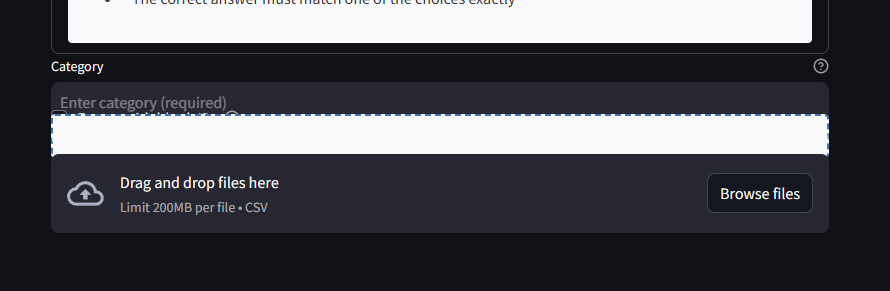 The correct answer must match one of the choices exactly
Category
Enter category (required)
Drag and drop files here
Browse files
Limit 200MB per file • CSV